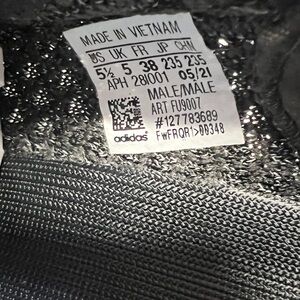 MADE IN VIETNAM
US UK FR JP CHN
5½ 5 38 235 235
APH 28I001 05/21
MALE/MALE
ART FU9007
#127783689
adidas FWFRQR1>00348